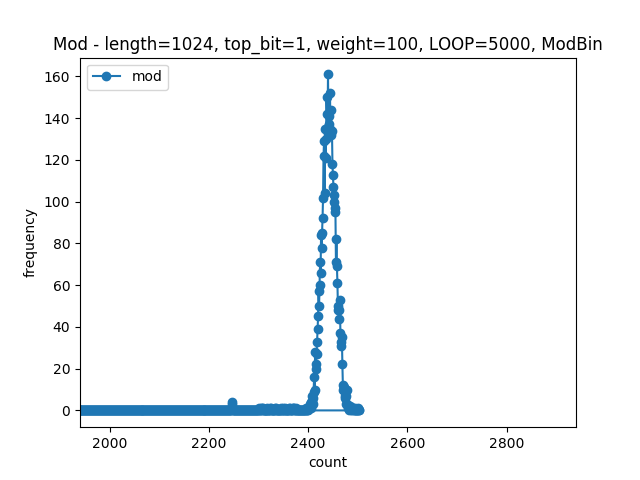 Mod - length=1024, top_bit=1, weight=100, LOOP=5000, ModBin
mod
160
140
120
100
80
60
40
20
0
frequency
2000 2200 2400 2600 2800
count